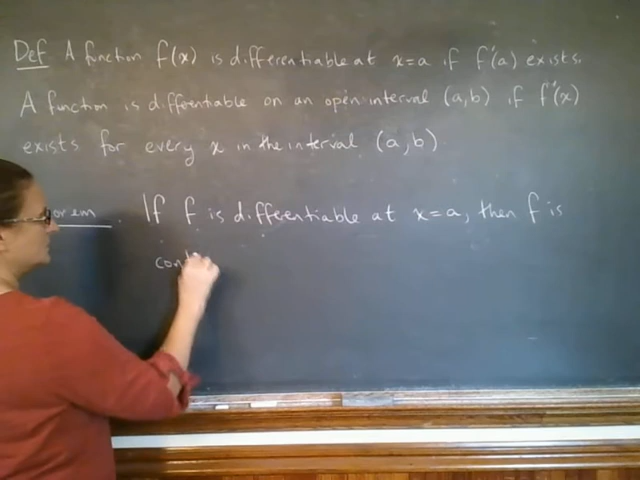 Def A function f(x) is differentiable at x=a if f'(a) exists.
A function is differentiable on an open interval (a,b) if f'(x)
exists for every x in the interval (a,b).
orem. If f is differentiable at x=a, then f is
cont